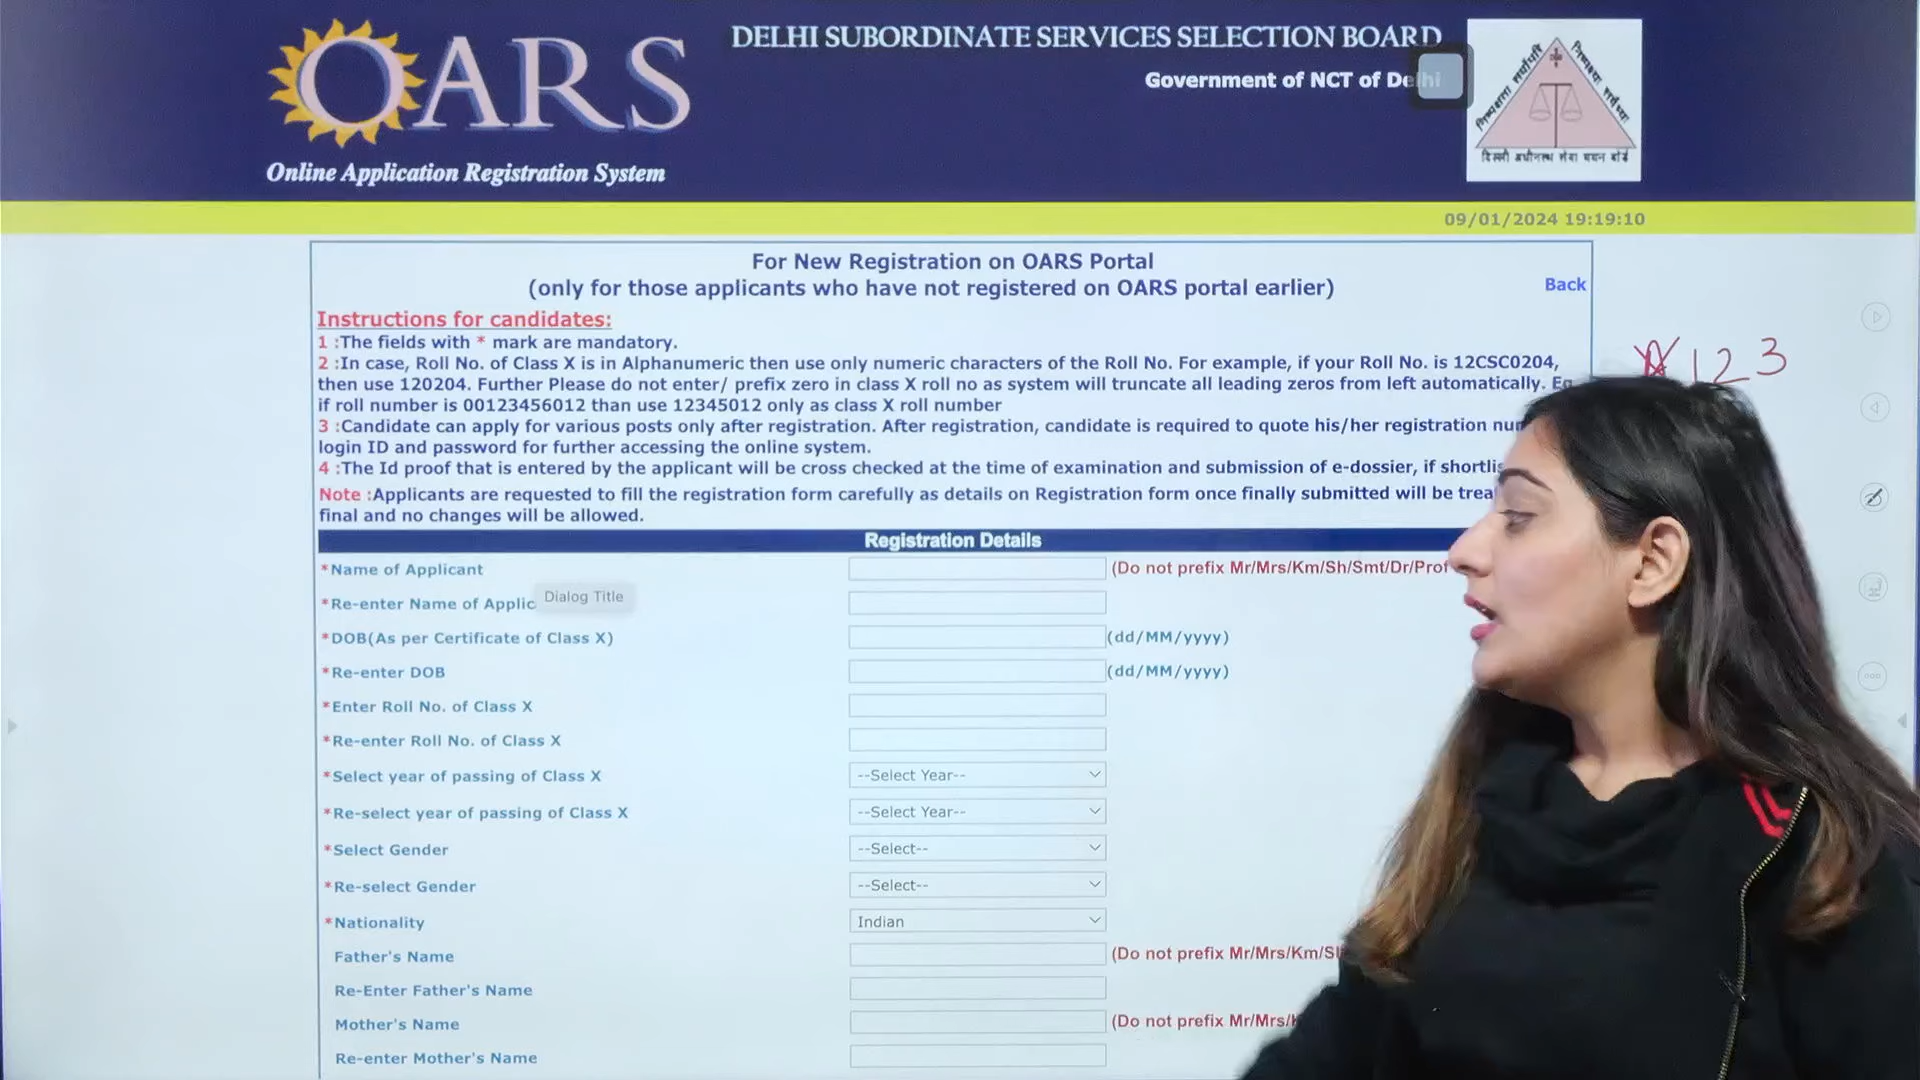 OARS
Online Application Registration System
DELHI SUBORDINATE SERVICES SELECTION BOARD
Government of NCT of Delhi
निष्पक्षता सर्वोपरि
दिल्ली अधीनस्थ सेवा चयन बोर्ड
09/01/2024 19:19:10
For New Registration on OARS Portal
(only for those applicants who have not registered on OARS portal earlier)
Back
Instructions for candidates:
1 :The fields with * mark are mandatory.
2 :In case, Roll No. of Class X is in Alphanumeric then use only numeric characters of the Roll No. For example, if your Roll No. is 12CSC0204,
then use 120204. Further Please do not enter/ prefix zero in class X roll no as system will truncate all leading zeros from left automatically. Eg
if roll number is 00123456012 than use 12345012 only as class X roll number
3 :Candidate can apply for various posts only after registration. After registration, candidate is required to quote his/her registration
login ID and password for further accessing the online system.
4 :The Id proof that is entered by the applicant will be cross checked at the time of examination and submission of e-dossier, if
Note :Applicants are requested to fill the registration form carefully as details on Registration form once finally submitted will be
final and no changes will be allowed.
123
Registration Details
*Name of Applicant (Do not prefix Mr/Mrs/Km/Sh/Smt/Dr/Prof
*Re-enter Name of Applic
Dialog Title
*DOB(As per Certificate of Class X) (dd/MM/yyyy)
*Re-enter DOB (dd/MM/yyyy)
*Enter Roll No. of Class X
*Re-enter Roll No. of Class X
*Select year of passing of Class X --Select Year--
*Re-select year of passing of Class X --Select Year--
*Select Gender --Select--
*Re-select Gender --Select--
*Nationality Indian
Father's Name (Do not prefix Mr/Mrs/Km/
Re-Enter Father's Name
Mother's Name (Do not prefix Mr/Mrs/
Re-enter Mother's Name